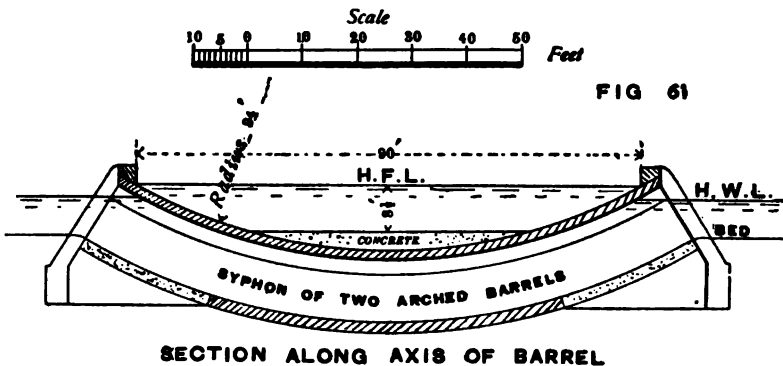 Scale
10 5 0 10 20 30 40 50
Feet
FIG 61
Radius
90'
H.F.L.
H.W.L.
CONCRETE
BED
SYPHON OF TWO ARCHED BARRELS
SECTION ALONG AXIS OF BARREL